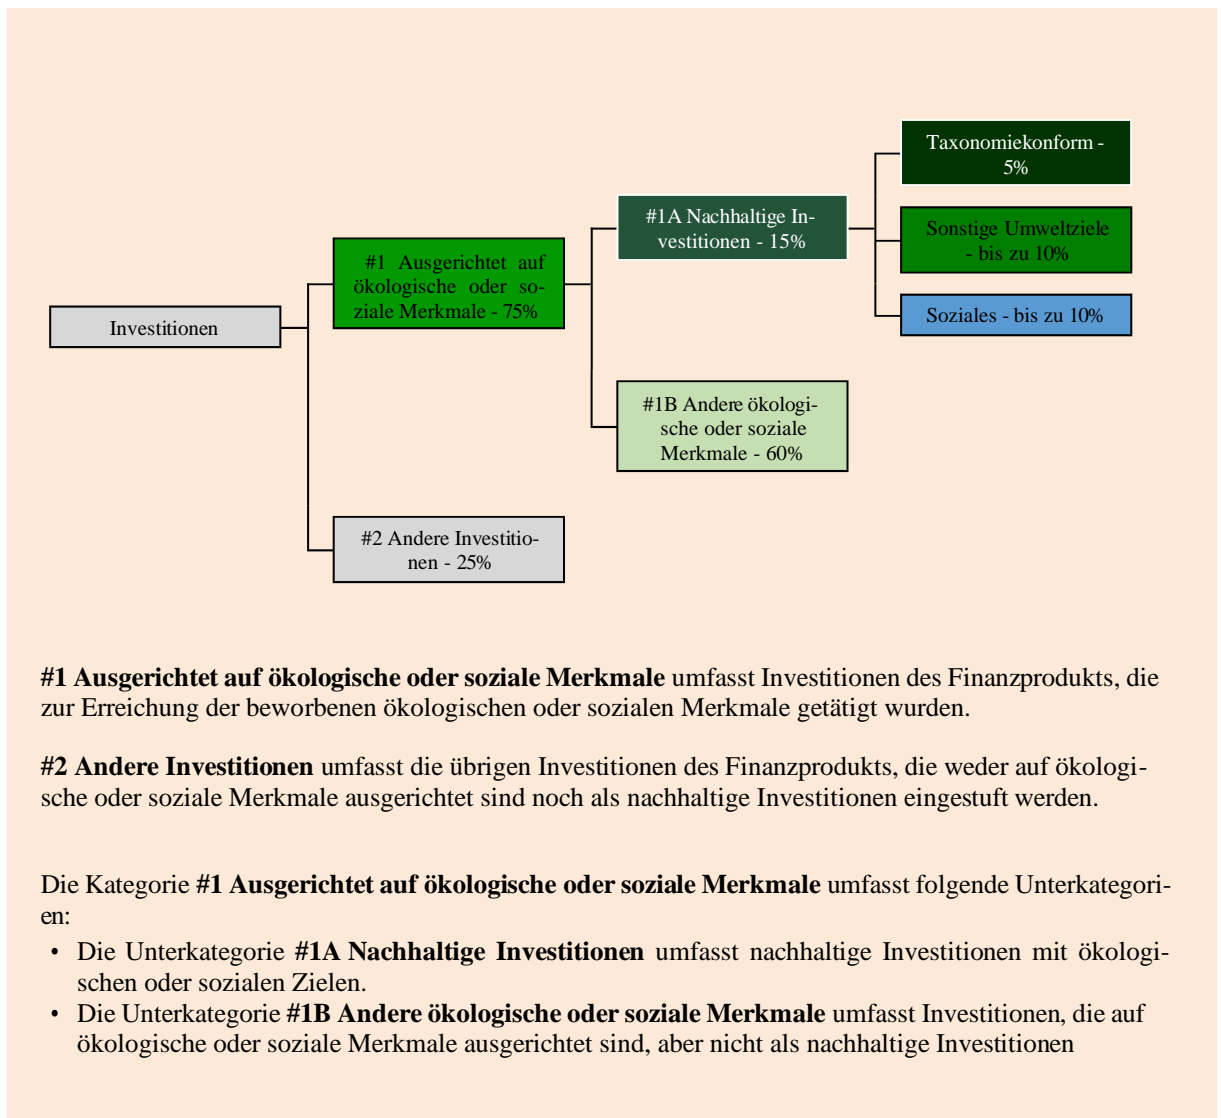 Taxonomiekonform -
5%
#1A Nachhaltige In-
vestitionen - 15%
Sonstige Umweltziele
- bis zu 10%
#1 Ausgerichtet auf
ökologische oder so-
ziale Merkmale - 75%
Soziales - bis zu 10%
Investitionen
#1B Andere ökologi-
sche oder soziale
Merkmale - 60%
#2 Andere Investitio-
nen - 25%
#1 Ausgerichtet auf ökologische oder soziale Merkmale umfasst Investitionen des Finanzprodukts, die
zur Erreichung der beworbenen ökologischen oder sozialen Merkmale getätigt wurden.
#2 Andere Investitionen umfasst die übrigen Investitionen des Finanzprodukts, die weder auf ökologi-
sche oder soziale Merkmale ausgerichtet sind noch als nachhaltige Investitionen eingestuft werden.
Die Kategorie #1 Ausgerichtet auf ökologische oder soziale Merkmale umfasst folgende Unterkategori-
en:
• Die Unterkategorie #1A Nachhaltige Investitionen umfasst nachhaltige Investitionen mit ökologi-
schen oder sozialen Zielen.
• Die Unterkategorie #1B Andere ökologische oder soziale Merkmale umfasst Investitionen, die auf
ökologische oder soziale Merkmale ausgerichtet sind, aber nicht als nachhaltige Investitionen